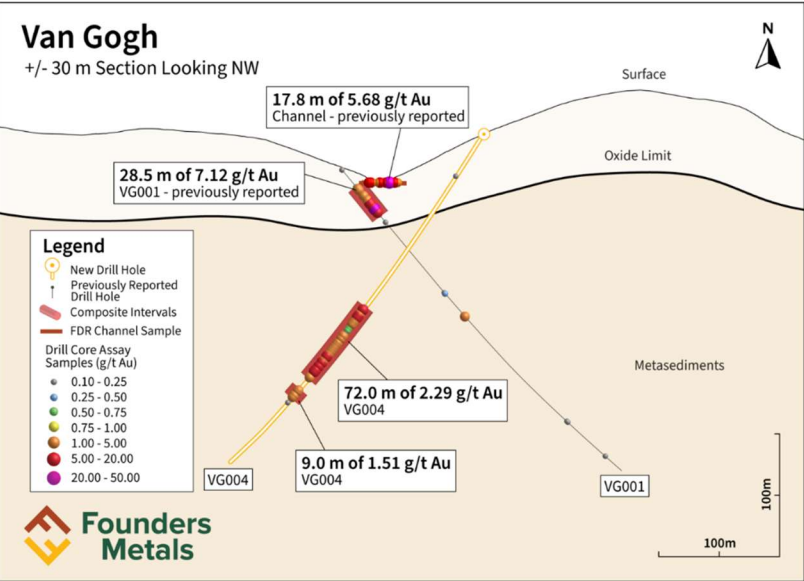 Van Gogh
+/- 30 m Section Looking NW
N
Surface
17.8 m of 5.68 g/t Au
Channel - previously reported
Oxide Limit
28.5 m of 7.12 g/t Au
VG001 - previously reported
Legend
New Drill Hole
Previously Reported
Drill Hole
Composite Intervals
FDR Channel Sample
Drill Core Assay
Samples (g/t Au)
0.10 - 0.25
0.25 - 0.50
0.50 - 0.75
0.75 - 1.00
1.00 - 5.00
5.00 - 20.00
20.00 - 50.00
Metasediments
72.0 m of 2.29 g/t Au
VG004
9.0 m of 1.51 g/t Au
VG004
VG004
VG001
100m
100m
Founders
Metals